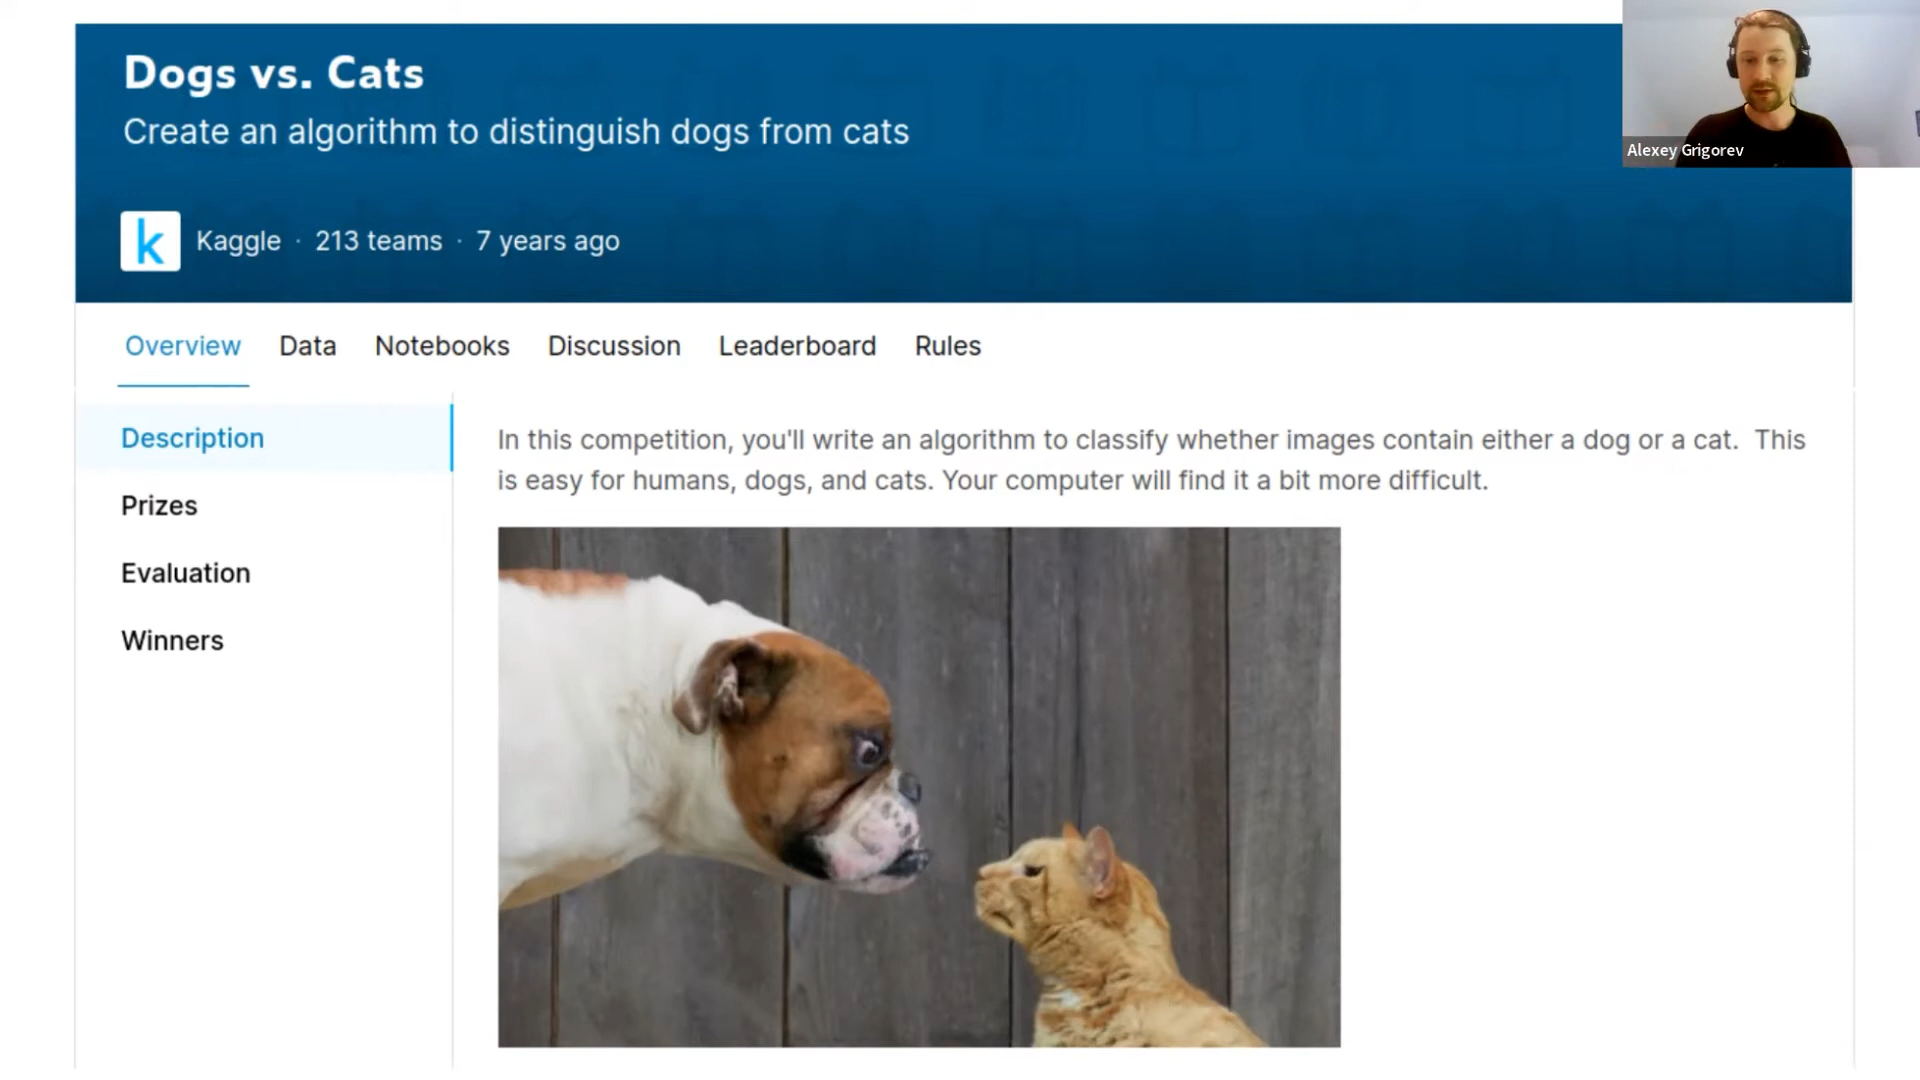 Dogs vs. Cats
Create an algorithm to distinguish dogs from cats
Alexey Grigorev
k
Kaggle · 213 teams · 7 years ago
Overview Data Notebooks Discussion Leaderboard Rules
Description
Prizes
Evaluation
Winners
In this competition, you'll write an algorithm to classify whether images contain either a dog or a cat. This
is easy for humans, dogs, and cats. Your computer will find it a bit more difficult.